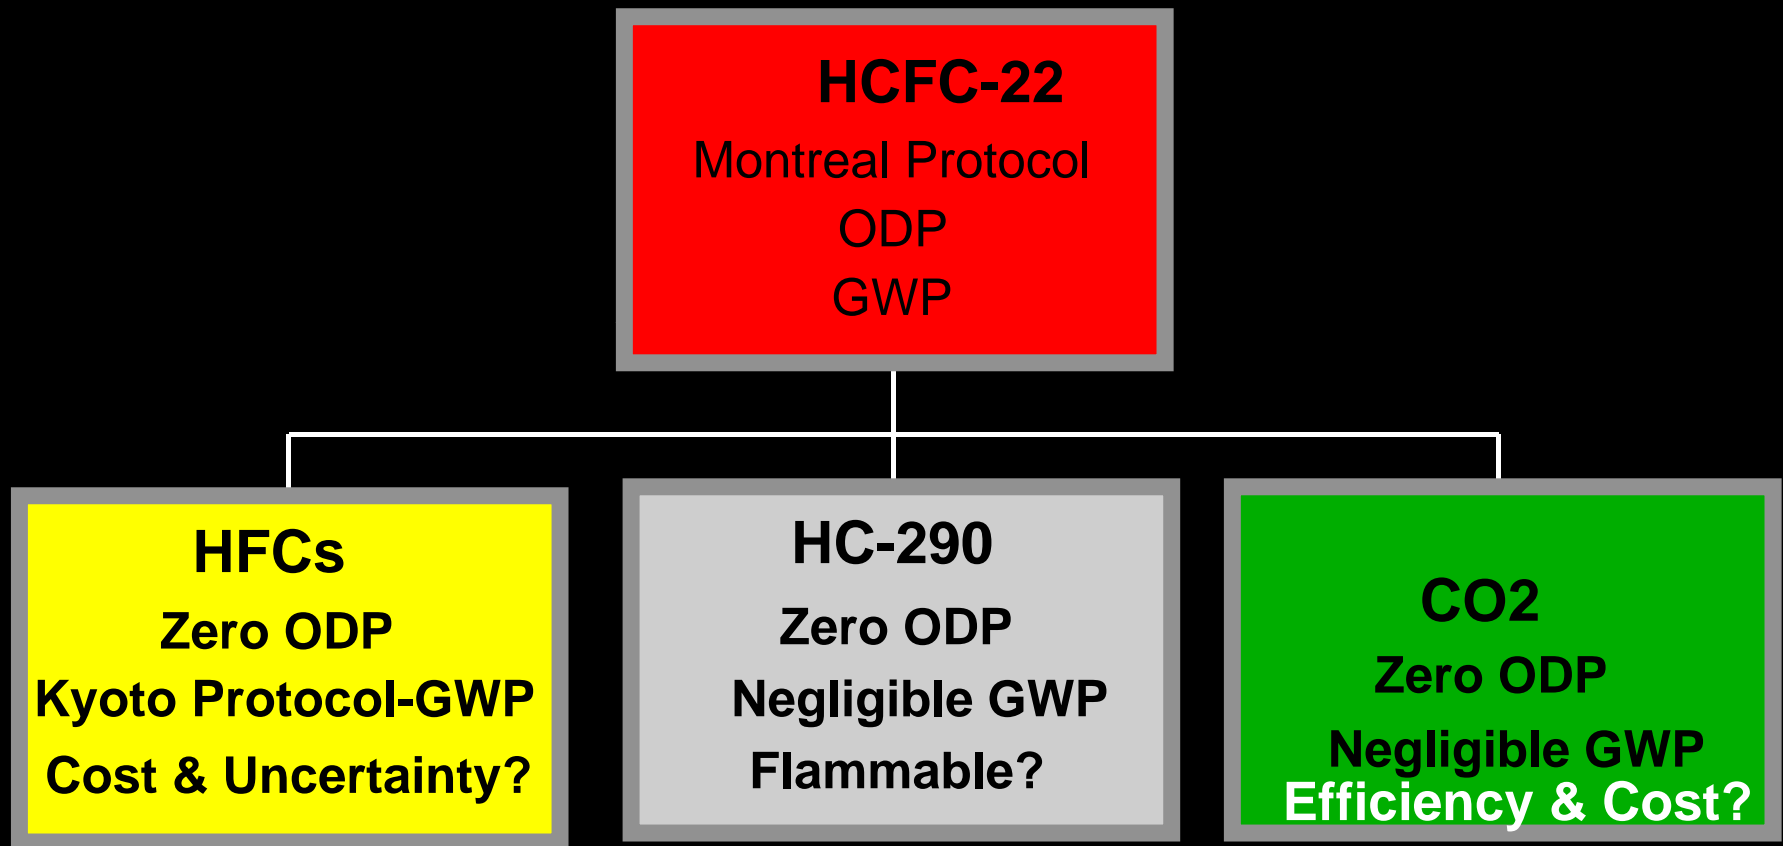 HCFC-22
Montreal Protocol
ODP
GWP
HFCs
Zero ODP
Kyoto Protocol-GWP
Cost & Uncertainty?
HC-290
Zero ODP
Negligible GWP
Flammable?
CO2
Zero ODP
Negligible GWP
Efficiency & Cost?